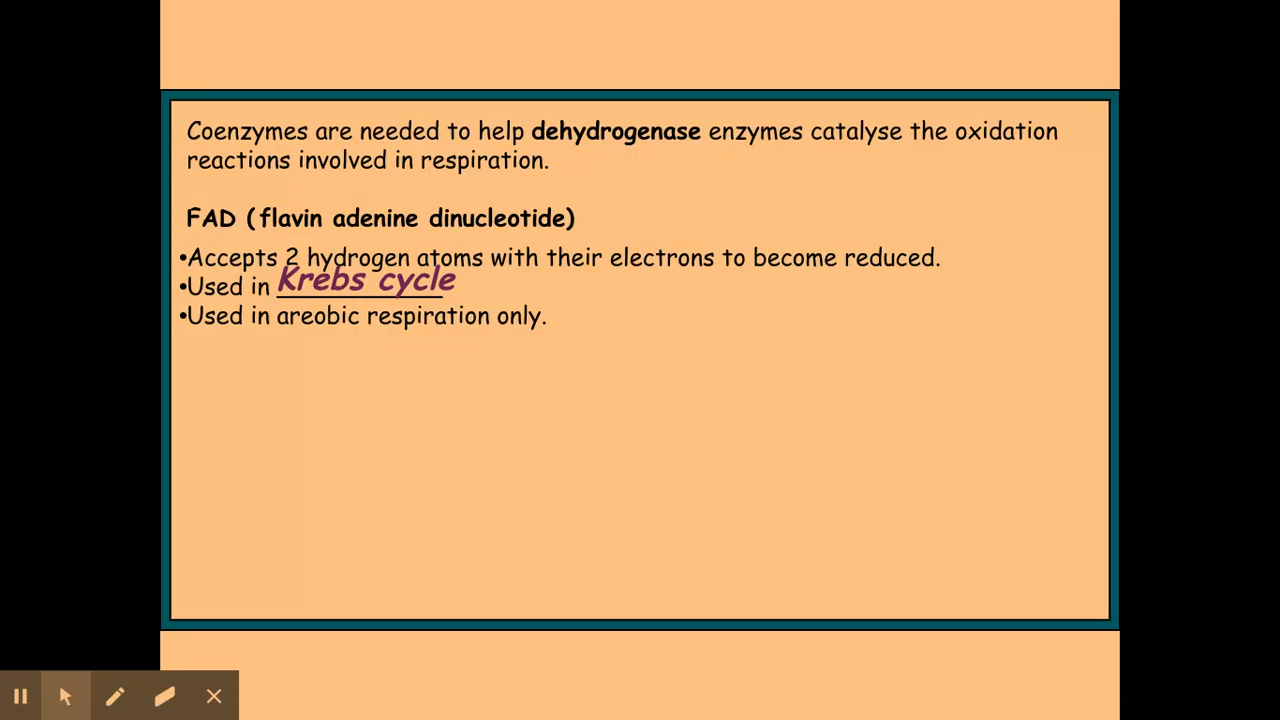 Coenzymes are needed to help dehydrogenase enzymes catalyse the oxidation
reactions involved in respiration.
FAD (flavin adenine dinucleotide)
•Accepts 2 hydrogen atoms with their electrons to become reduced.
•Used in Krebs cycle
•Used in areobic respiration only.